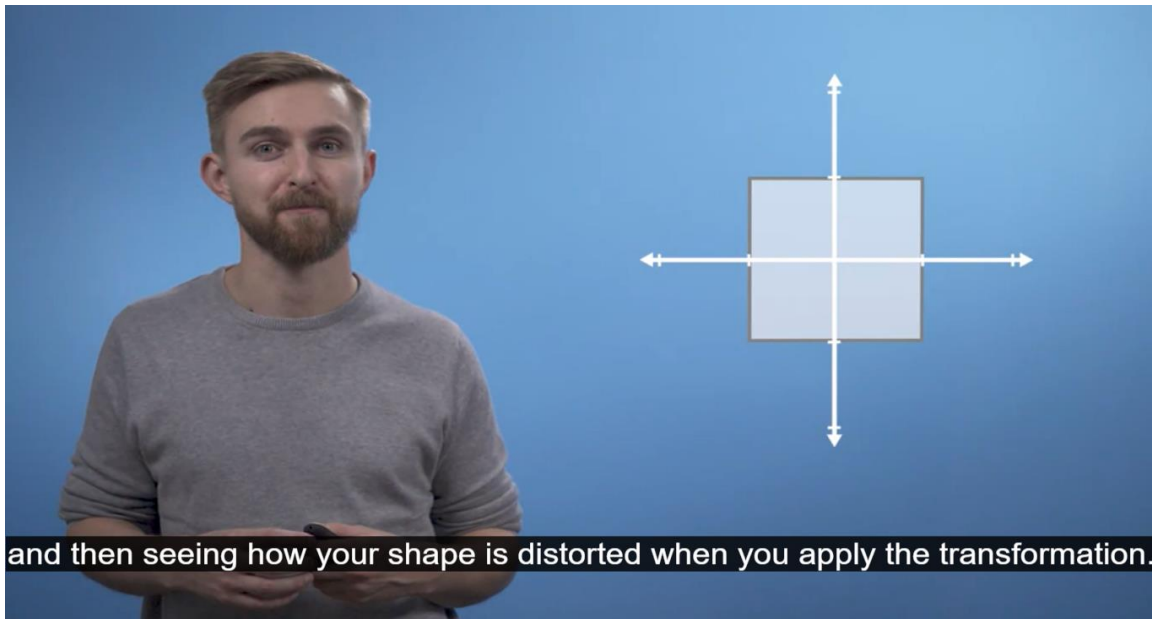 and then seeing how your shape is distorted when you apply the transformation.